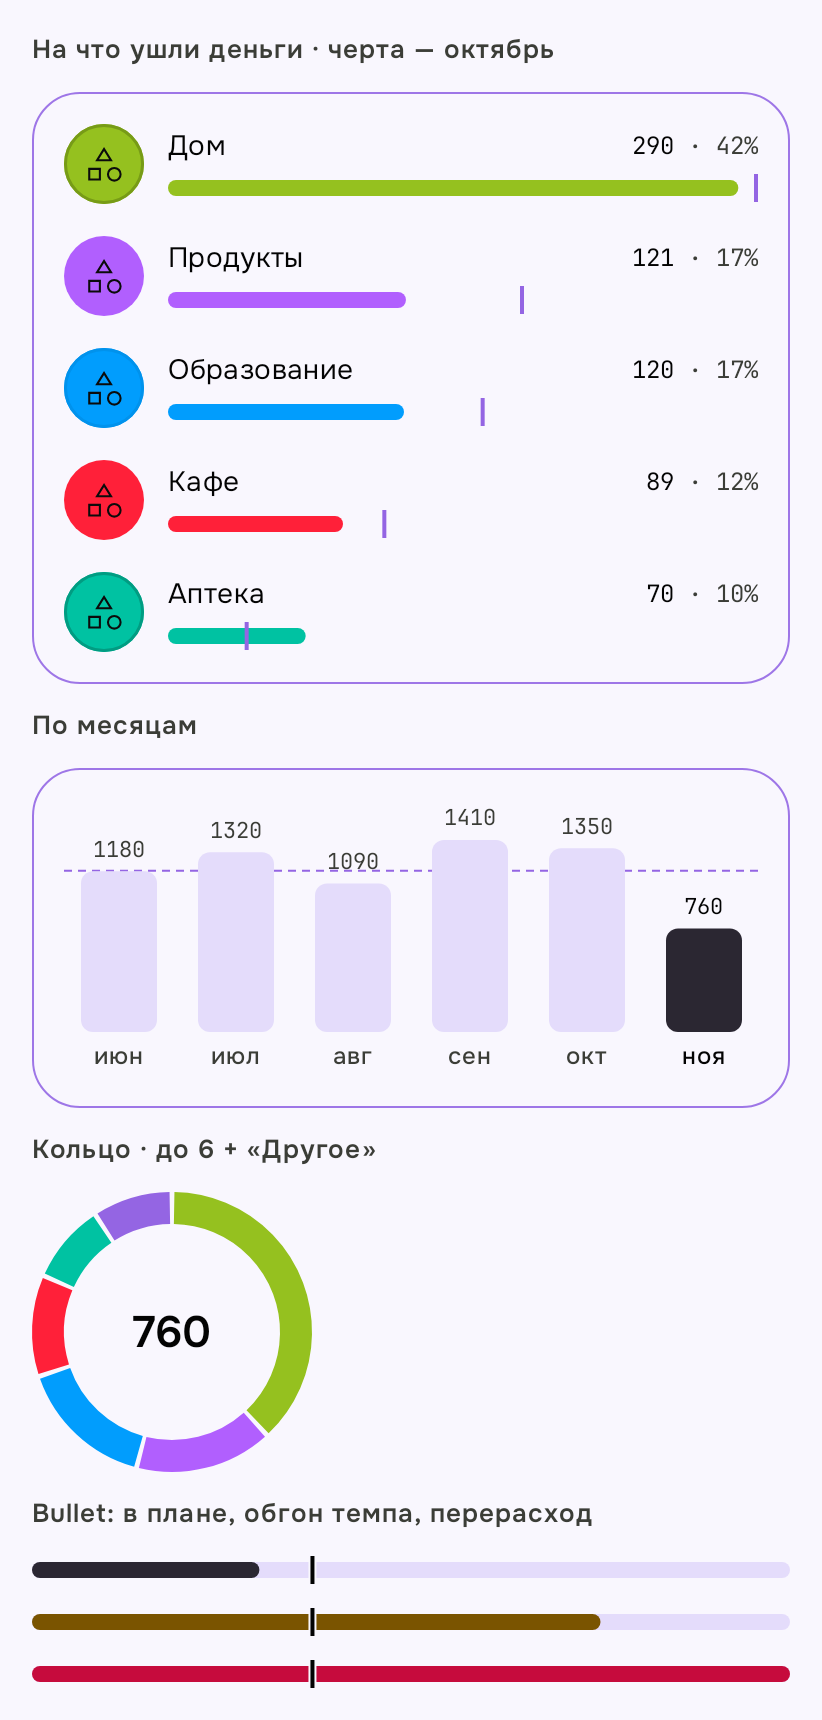 На что ушли деньги · черта — октябрь
Дом 290 · 42%
Продукты 121 · 17%
Образование 120 · 17%
Кафе 89 · 12%
Аптека 70 · 10%
По месяцам
1180 1320 1090 1410 1350 760
июн июл авг сен окт ноя
Кольцо · до 6 + «Другое»
760
Bullet: в плане, обгон темпа, перерасход